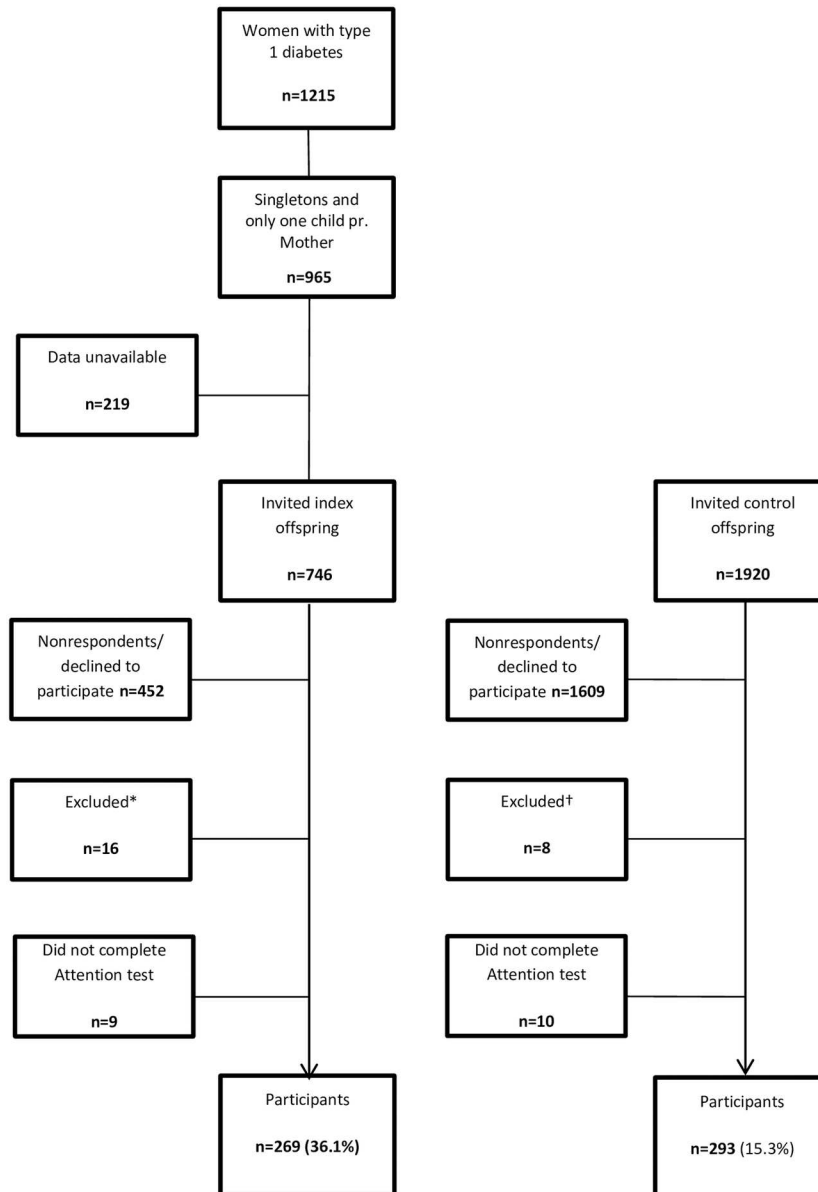 Women with type
1 diabetes
n=1215
Singletons and
only one child pr.
Mother
n=965
Data unavailable
n=219
Invited index
offspring
n=746
Invited control
offspring
n=1920
Nonrespondents/
declined to
participate n=452
Nonrespondents/
declined to
participate n=1609
Excluded*
n=16
Excluded†
n=8
Did not complete
Attention test
n=9
Did not complete
Attention test
n=10
Participants
n=269 (36.1%)
Participants
n=293 (15.3%)